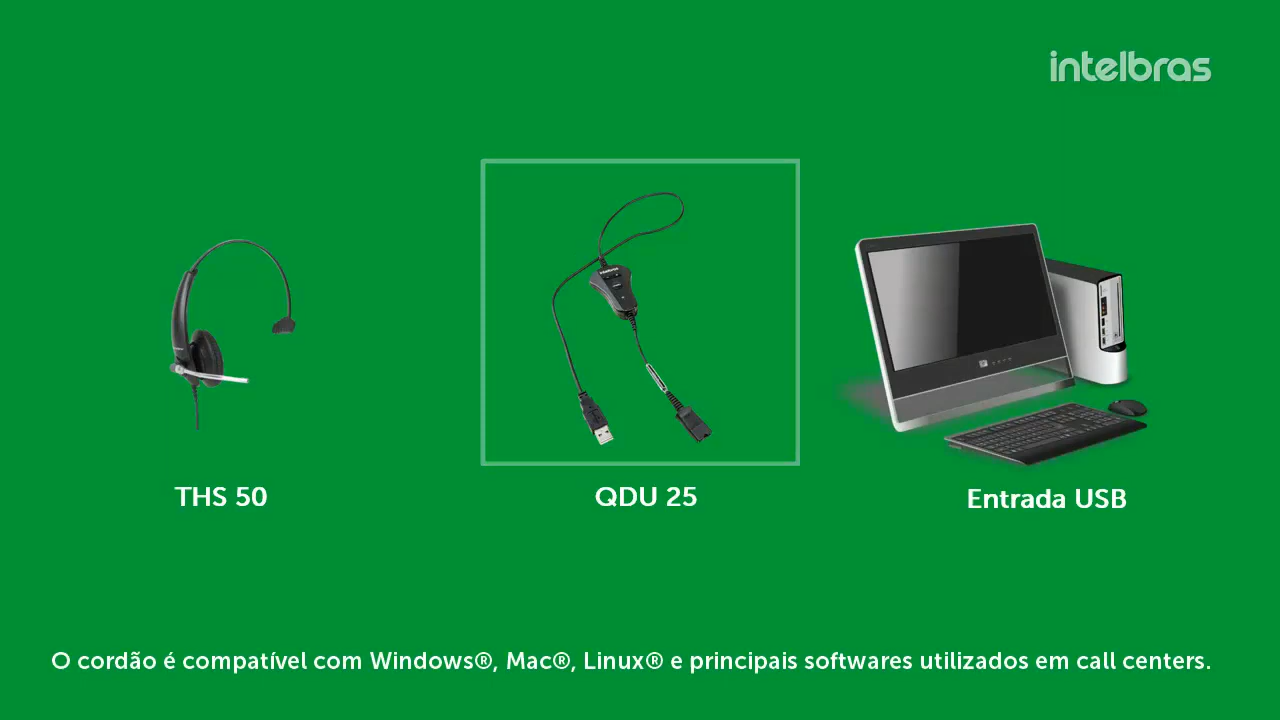 intelbras
THS 50
QDU 25
Entrada USB
O cordão é compatível com Windows®, Mac®, Linux® e principais softwares utilizados em call centers.